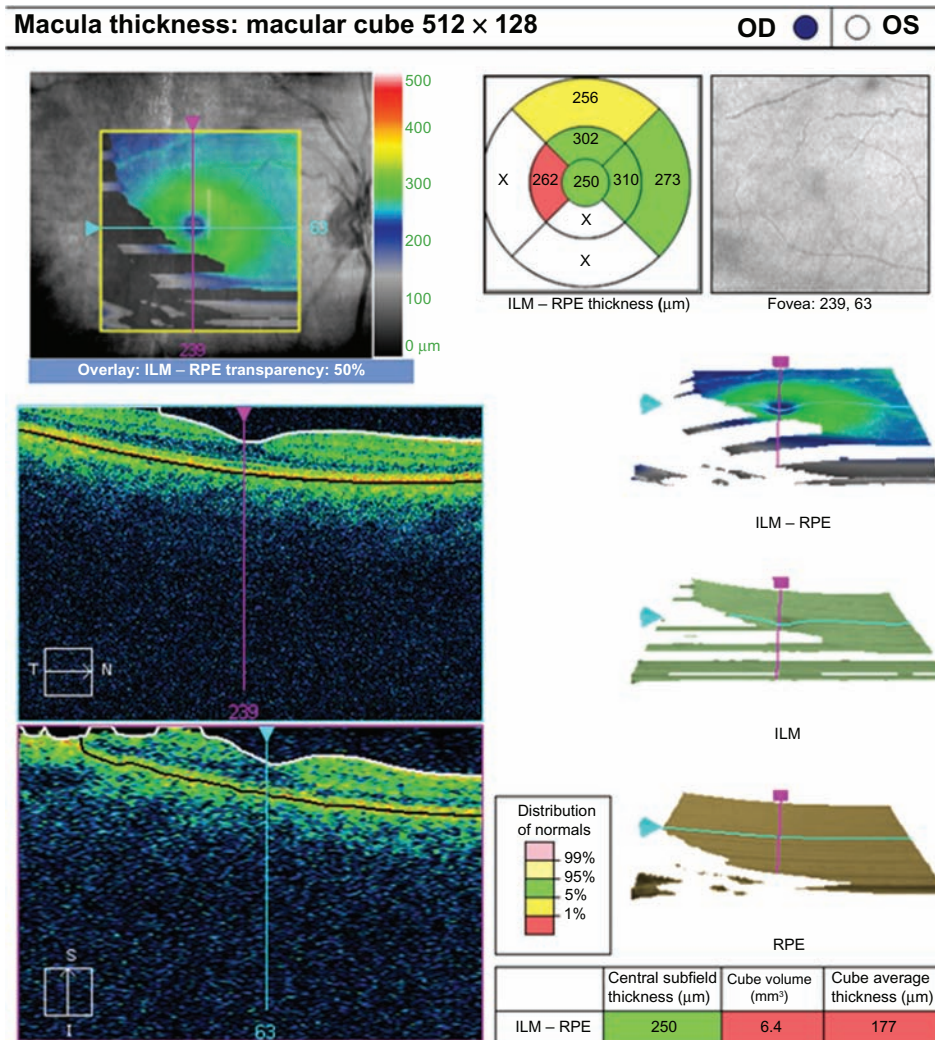 Macula thickness: macular cube 512 × 128
OD OS
500
400
300
200
100
0 μm
63
239
Overlay: ILM – RPE transparency: 50%
256
302
X 262 250 310 273
X
X
ILM – RPE thickness (μm)
Fovea: 239, 63
ILM – RPE
T N
239
ILM
S
I
63
Distribution
of normals
99%
95%
5%
1%
RPE
Central subfield thickness (μm) Cube volume (mm³) Cube average thickness (μm)
ILM – RPE 250 6.4 177